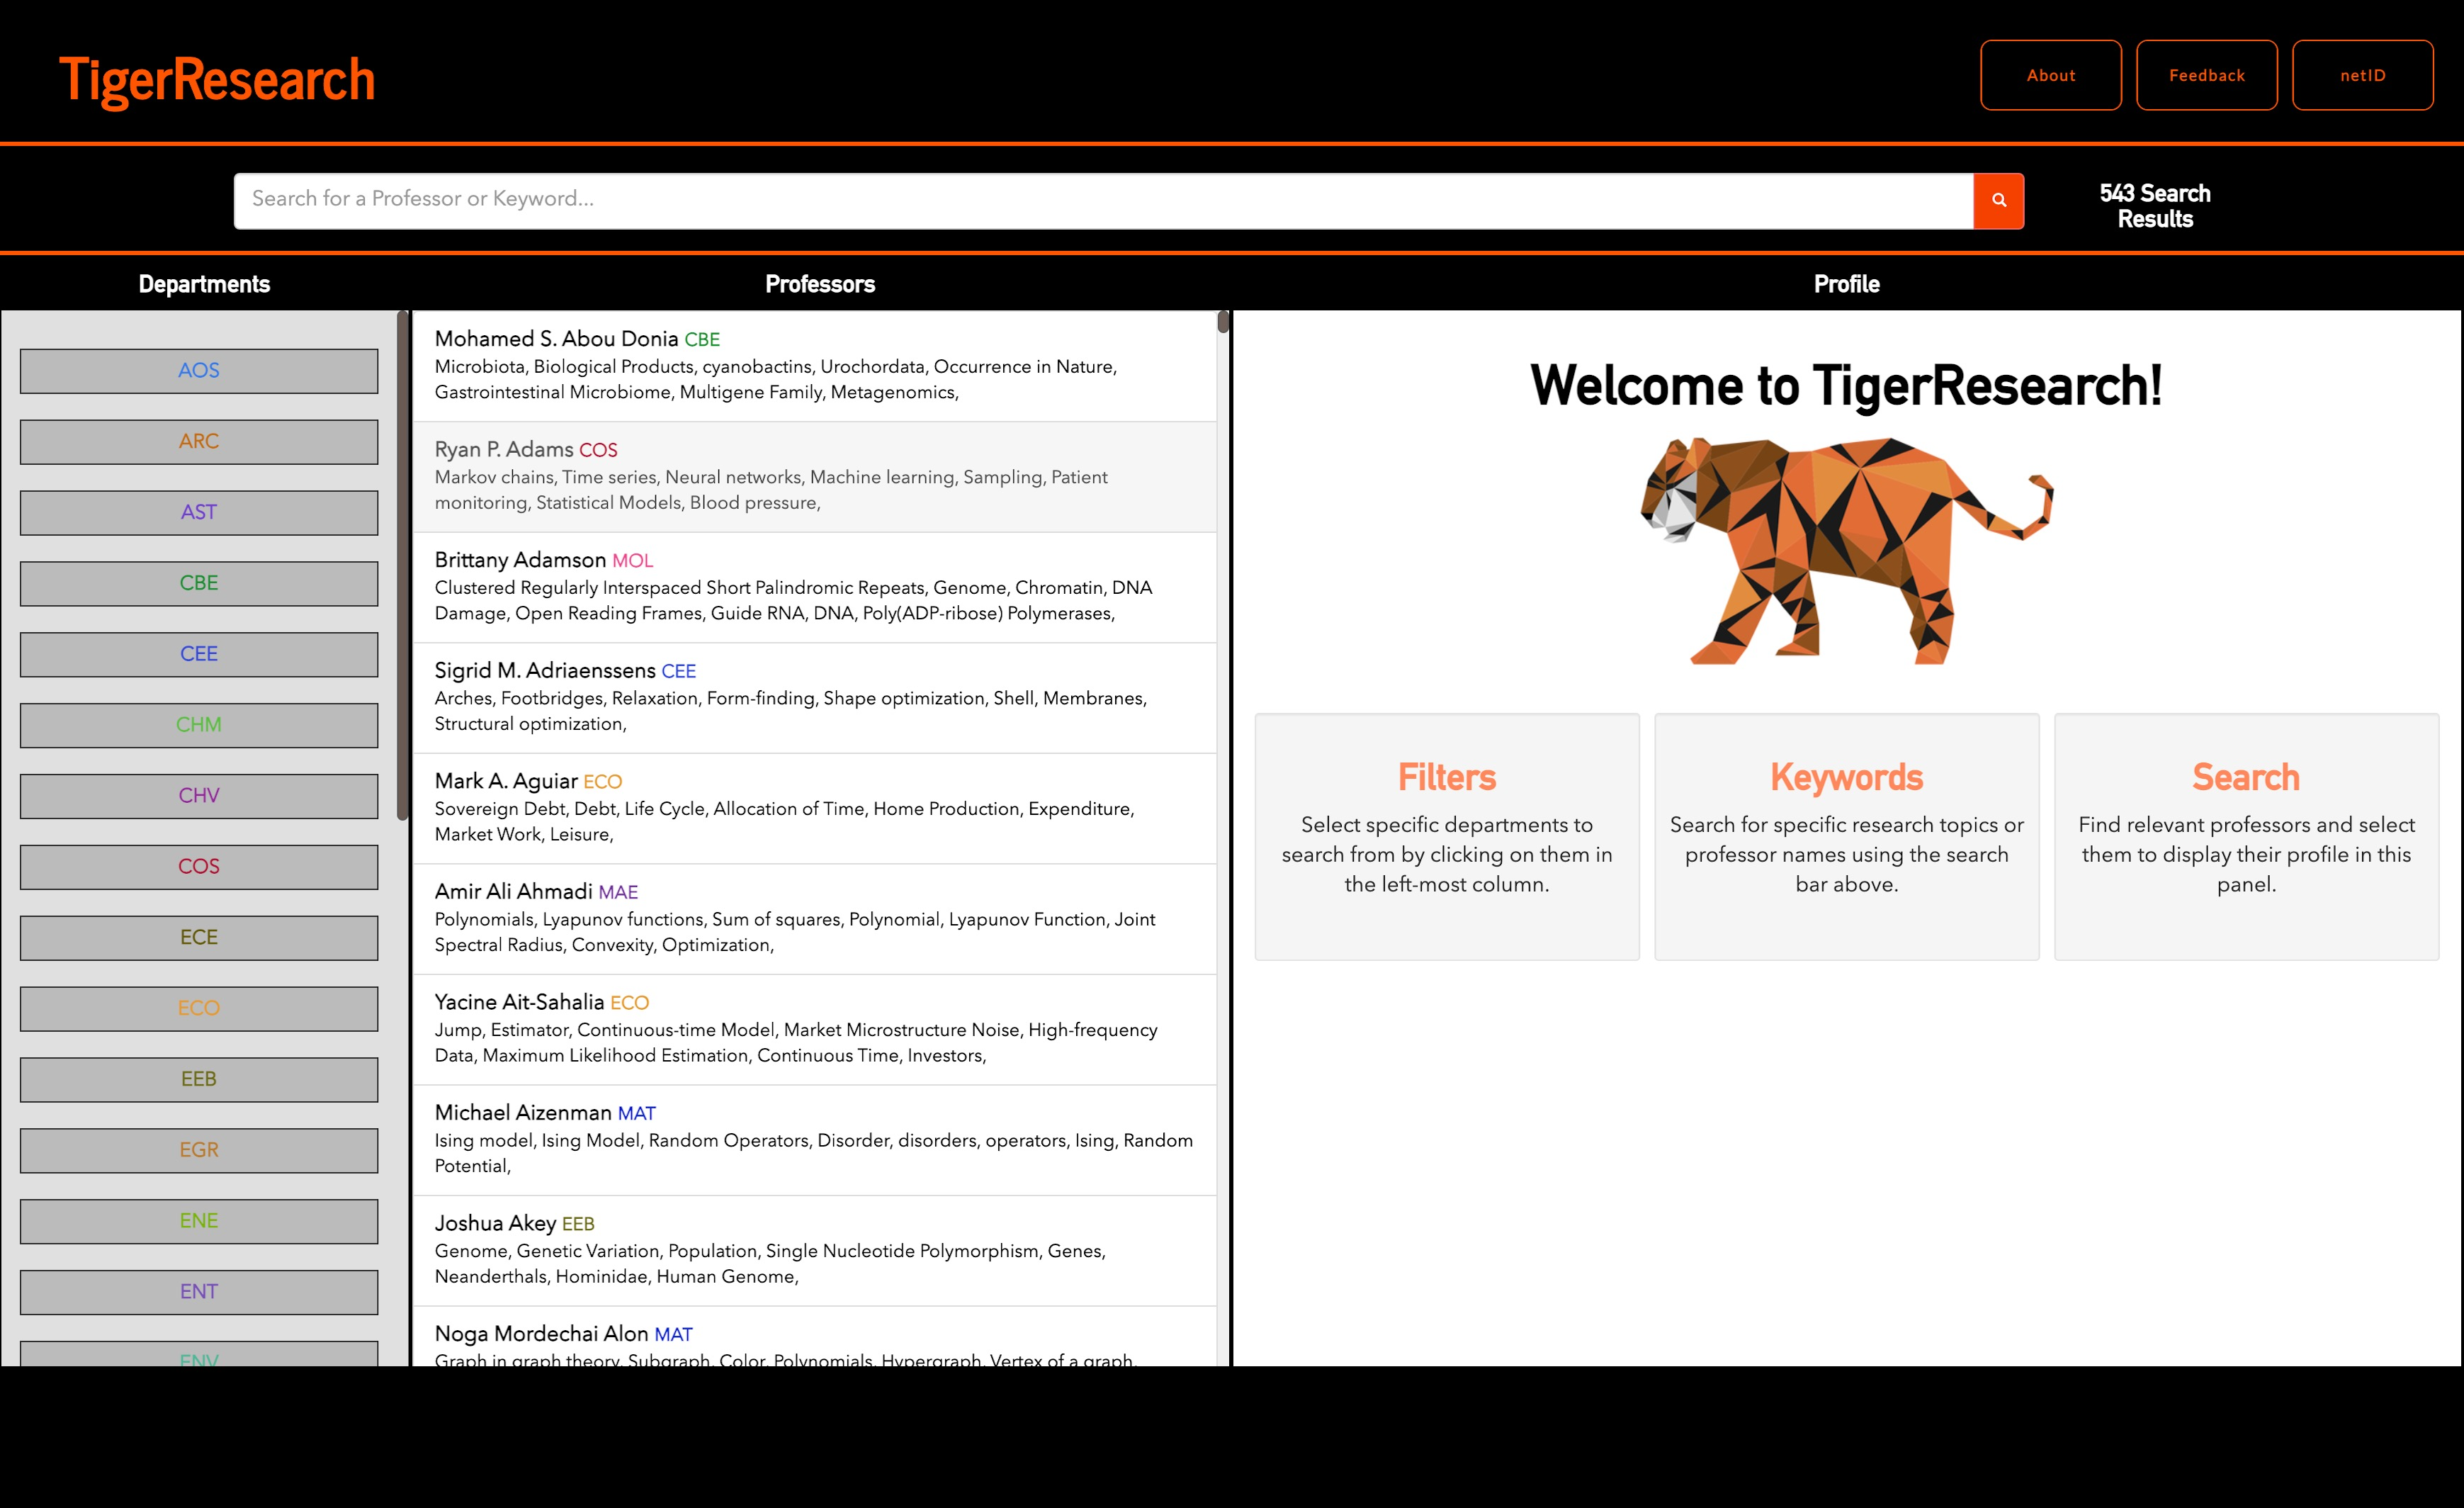 TigerResearch
About
Feedback
netID
Search for a Professor or Keyword...
543 Search
Results
Departments
Professors
Profile
AOS
ARC
AST
CBE
CEE
CHM
CHV
COS
ECE
ECO
EEB
EGR
ENE
ENT
ENV
Mohamed S. Abou Donia CBE
Microbiota, Biological Products, cyanobactins, Urochordata, Occurrence in Nature,
Gastrointestinal Microbiome, Multigene Family, Metagenomics,
Ryan P. Adams COS
Markov chains, Time series, Neural networks, Machine learning, Sampling, Patient
monitoring, Statistical Models, Blood pressure,
Brittany Adamson MOL
Clustered Regularly Interspaced Short Palindromic Repeats, Genome, Chromatin, DNA
Damage, Open Reading Frames, Guide RNA, DNA, Poly(ADP-ribose) Polymerases,
Sigrid M. Adriaenssens CEE
Arches, Footbridges, Relaxation, Form-finding, Shape optimization, Shell, Membranes,
Structural optimization,
Mark A. Aguiar ECO
Sovereign Debt, Debt, Life Cycle, Allocation of Time, Home Production, Expenditure,
Market Work, Leisure,
Amir Ali Ahmadi MAE
Polynomials, Lyapunov functions, Sum of squares, Polynomial, Lyapunov Function, Joint
Spectral Radius, Convexity, Optimization,
Yacine Ait-Sahalia ECO
Jump, Estimator, Continuous-time Model, Market Microstructure Noise, High-frequency
Data, Maximum Likelihood Estimation, Continuous Time, Investors,
Michael Aizenman MAT
Ising model, Ising Model, Random Operators, Disorder, disorders, operators, Ising, Random
Potential,
Joshua Akey EEB
Genome, Genetic Variation, Population, Single Nucleotide Polymorphism, Genes,
Neanderthals, Hominidae, Human Genome,
Noga Mordechai Alon MAT
Graph in graph theory, Subgraph, Color, Polynomials, Hypergraph, Vertex of a graph,
Welcome to TigerResearch!
Filters
Select specific departments to
search from by clicking on them in
the left-most column.
Keywords
Search for specific research topics or
professor names using the search
bar above.
Search
Find relevant professors and select
them to display their profile in this
panel.